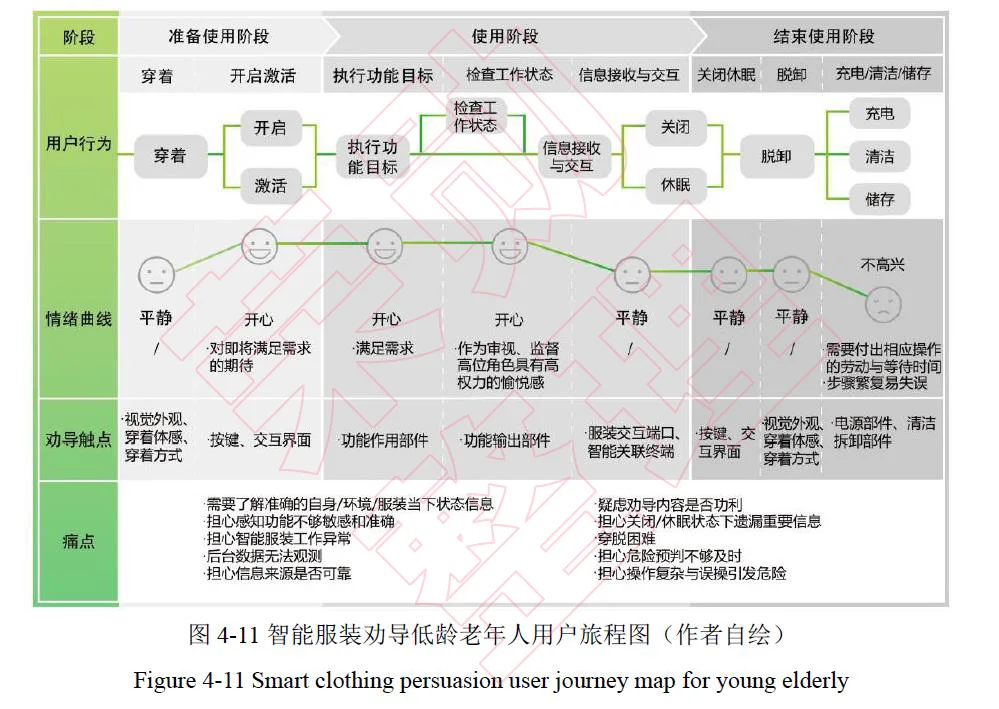 阶段
准备使用阶段
使用阶段
结束使用阶段
穿着
开启激活
执行功能目标
检查工作状态
信息接收与交互
关闭休眠
脱卸
充电/清洁/储存
用户行为
穿着
开启
激活
执行功
能目标
检查工
作状态
信息接收
与交互
关闭
休眠
脱卸
充电
清洁
储存
情绪曲线
平静
/
开心
·对即将满足需求
的期待
开心
·满足需求
开心
·作为审视、监督
高位角色具有高
权力的愉悦感
平静
/
平静
/
平静
/
不高兴
·需要付出相应操作
的劳动与等待时间
·步骤繁复易失误
劝导触点
·视觉外观、
穿着体感、
穿着方式
·按键、交互界面
·功能作用部件
·功能输出部件
·服装交互端口、
智能关联终端
·按键、交
互界面
·视觉外观、
穿着体感、
穿着方式
·电源部件、清洁
拆卸部件
痛点
·需要了解准确的自身/环境/服装当下状态信息
·担心感知功能不够敏感和准确
·担心智能服装工作异常
·后台数据无法观测
·担心信息来源是否可靠
·疑虑劝导内容是否功利
·担心关闭/休眠状态下遗漏重要信息
·穿脱困难
·担心危险预判不够及时
·担心操作复杂与误操引发危险
图 4-11 智能服装劝导低龄老年人用户旅程图（作者自绘）
Figure 4-11 Smart clothing persuasion user journey map for young elderly